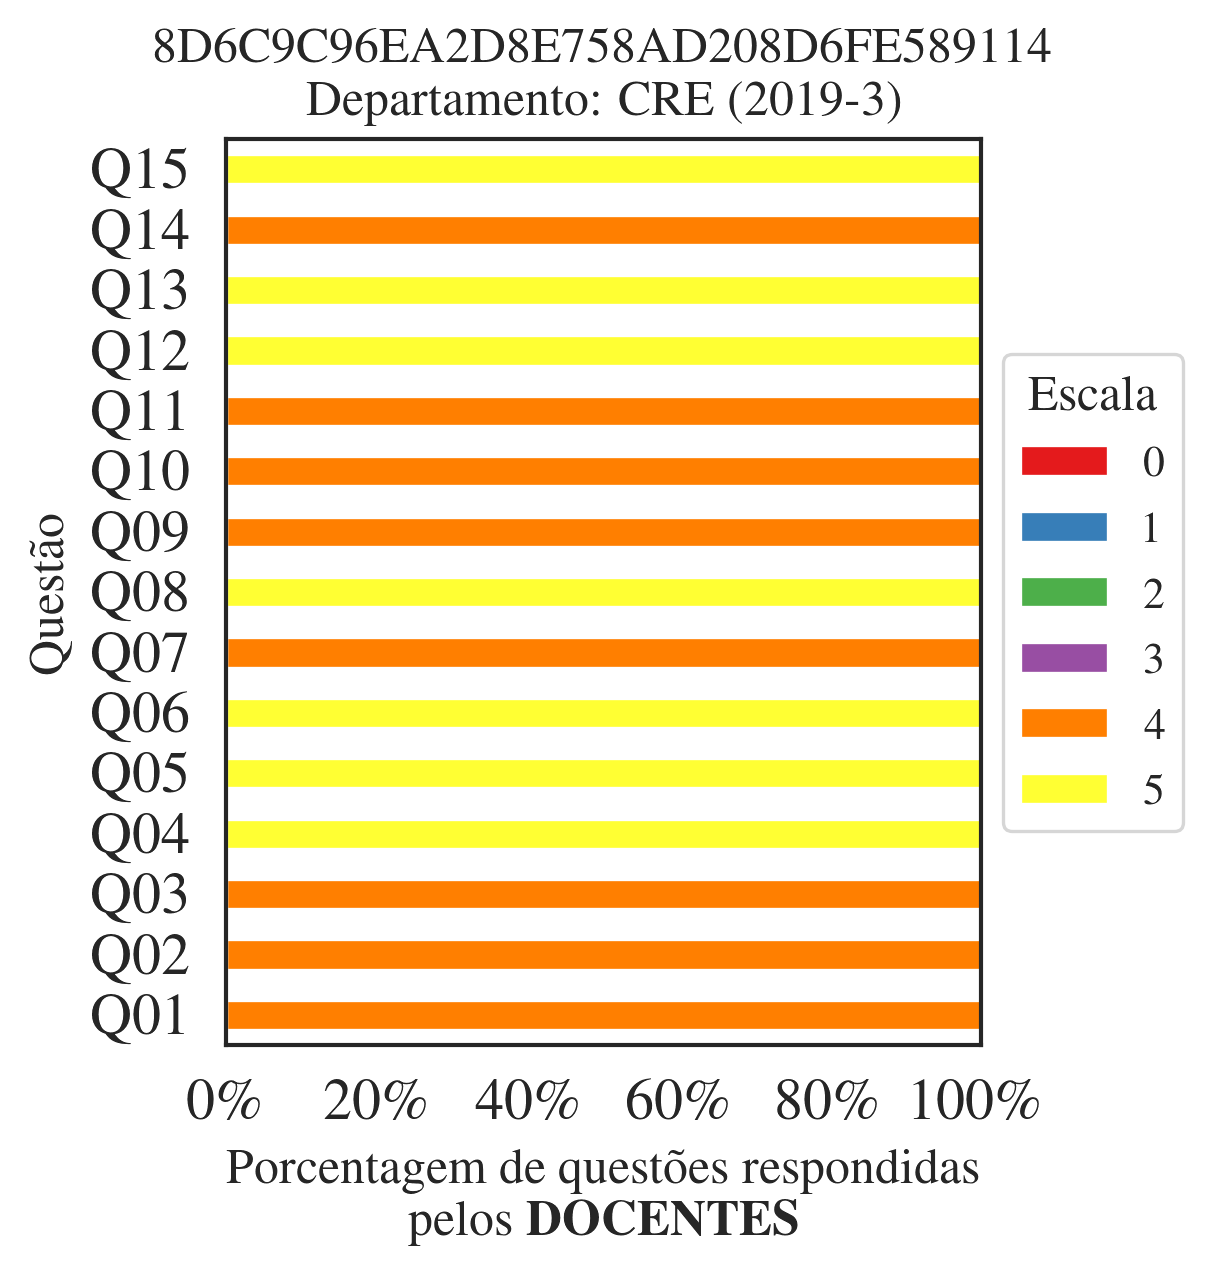 8D6C9C96EA2D8E758AD208D6FE589114
Departamento: CRE (2019-3)
Q15
Q14
Q13
Q12
Q11
Q10
Q09
Q08
Q07
Q06
Q05
Q04
Q03
Q02
Q01
Questão
0% 20% 40% 60% 80% 100%
Porcentagem de questões respondidas
pelos DOCENTES
Escala
0
1
2
3
4
5